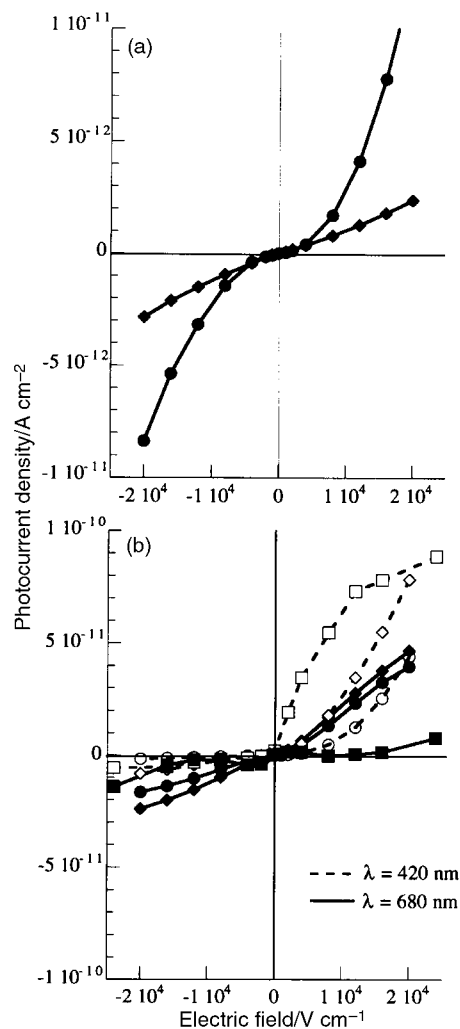 (a)
1 10⁻¹¹
5 10⁻¹²
0
-5 10⁻¹²
-1 10⁻¹¹
-2 10⁴ -1 10⁴ 0 1 10⁴ 2 10⁴
Photocurrent density/A cm⁻²
(b)
1 10⁻¹⁰
5 10⁻¹¹
0
-5 10⁻¹¹
-1 10⁻¹⁰
λ = 420 nm
λ = 680 nm
-2 10⁴ -1 10⁴ 0 1 10⁴ 2 10⁴
Electric field/V cm⁻¹